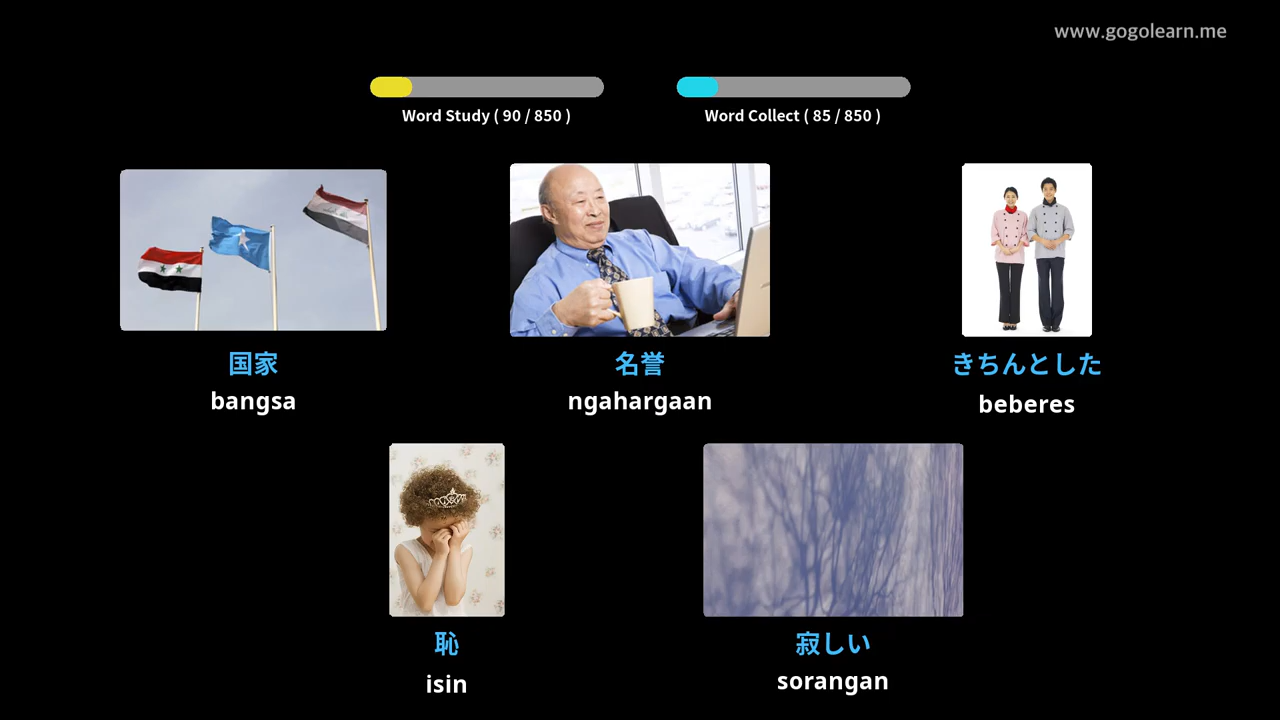 www.gogolearn.me
Word Study ( 90 / 850 )
Word Collect ( 85 / 850 )
国家
bangsa
名誉
ngahargaan
きちんとした
beberes
恥
isin
寂しい
sorangan